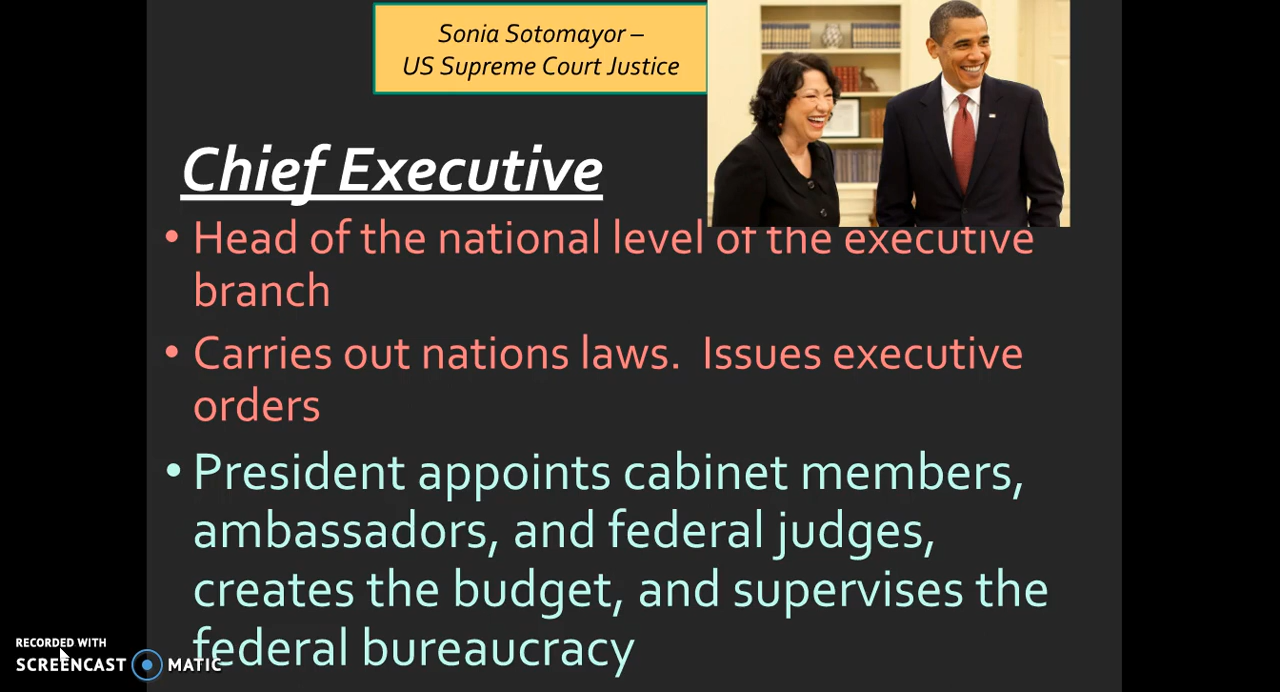 Sonia Sotomayor –
US Supreme Court Justice
Chief Executive
• Head of the national level of the executive
branch
• Carries out nations laws.  Issues executive
orders
• President appoints cabinet members,
ambassadors, and federal judges,
creates the budget, and supervises the
federal bureaucracy
RECORDED WITH
SCREENCAST MATIC